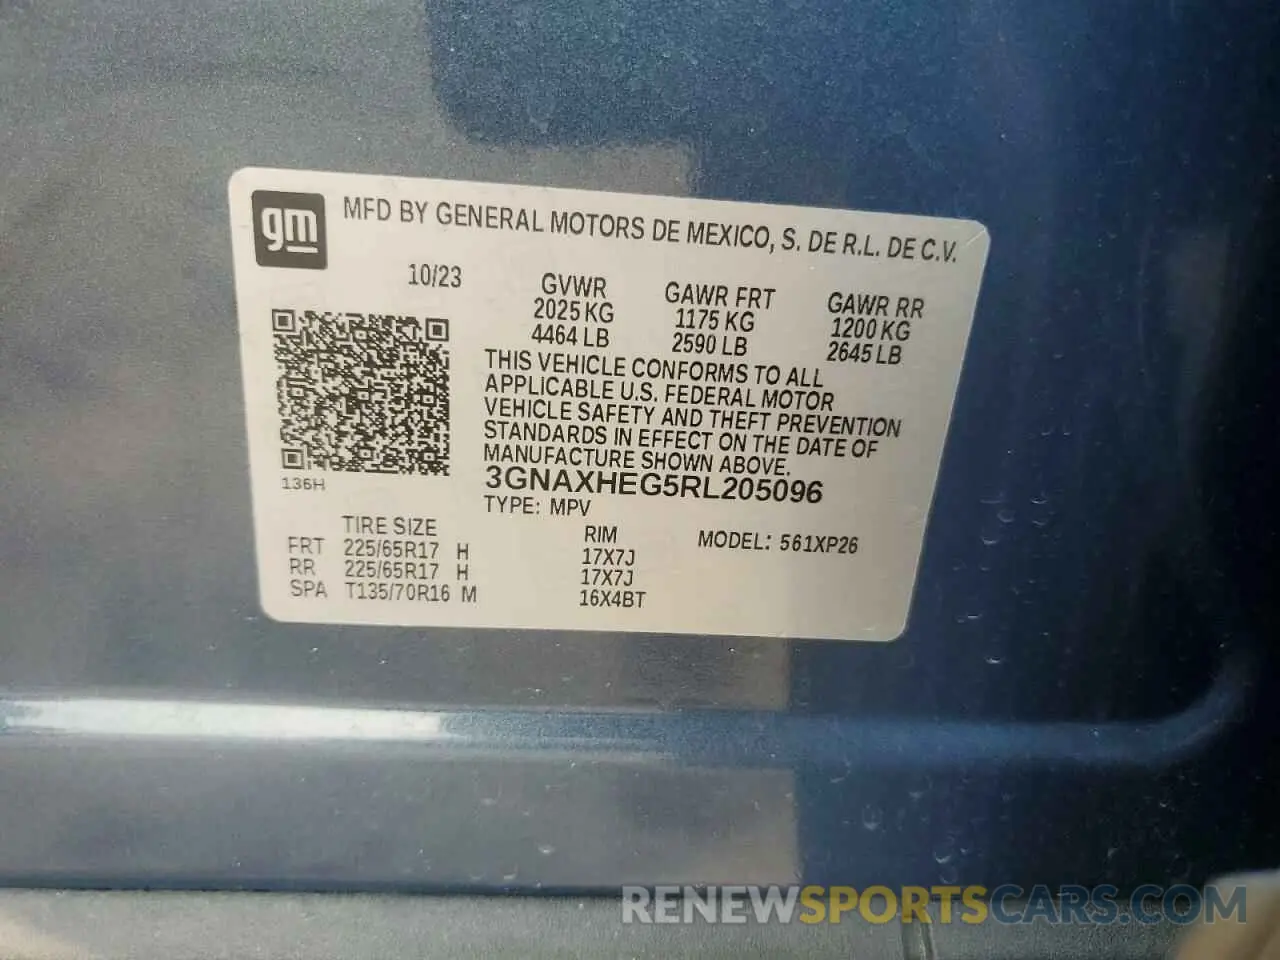 gm
MFD BY GENERAL MOTORS DE MEXICO, S. DE R.L. DE C.V.
10/23
GVWR GAWR FRT GAWR RR
2025 KG 1175 KG 1200 KG
4464 LB 2590 LB 2645 LB
THIS VEHICLE CONFORMS TO ALL
APPLICABLE U.S. FEDERAL MOTOR
VEHICLE SAFETY AND THEFT PREVENTION
STANDARDS IN EFFECT ON THE DATE OF
MANUFACTURE SHOWN ABOVE.
136H
3GNAXHEG5RL205096
TYPE: MPV
TIRE SIZE RIM MODEL: 561XP26
FRT 225/65R17 H 17X7J
RR 225/65R17 H 17X7J
SPA T135/70R16 M 16X4BT
RENEWSPORTSCARS.COM